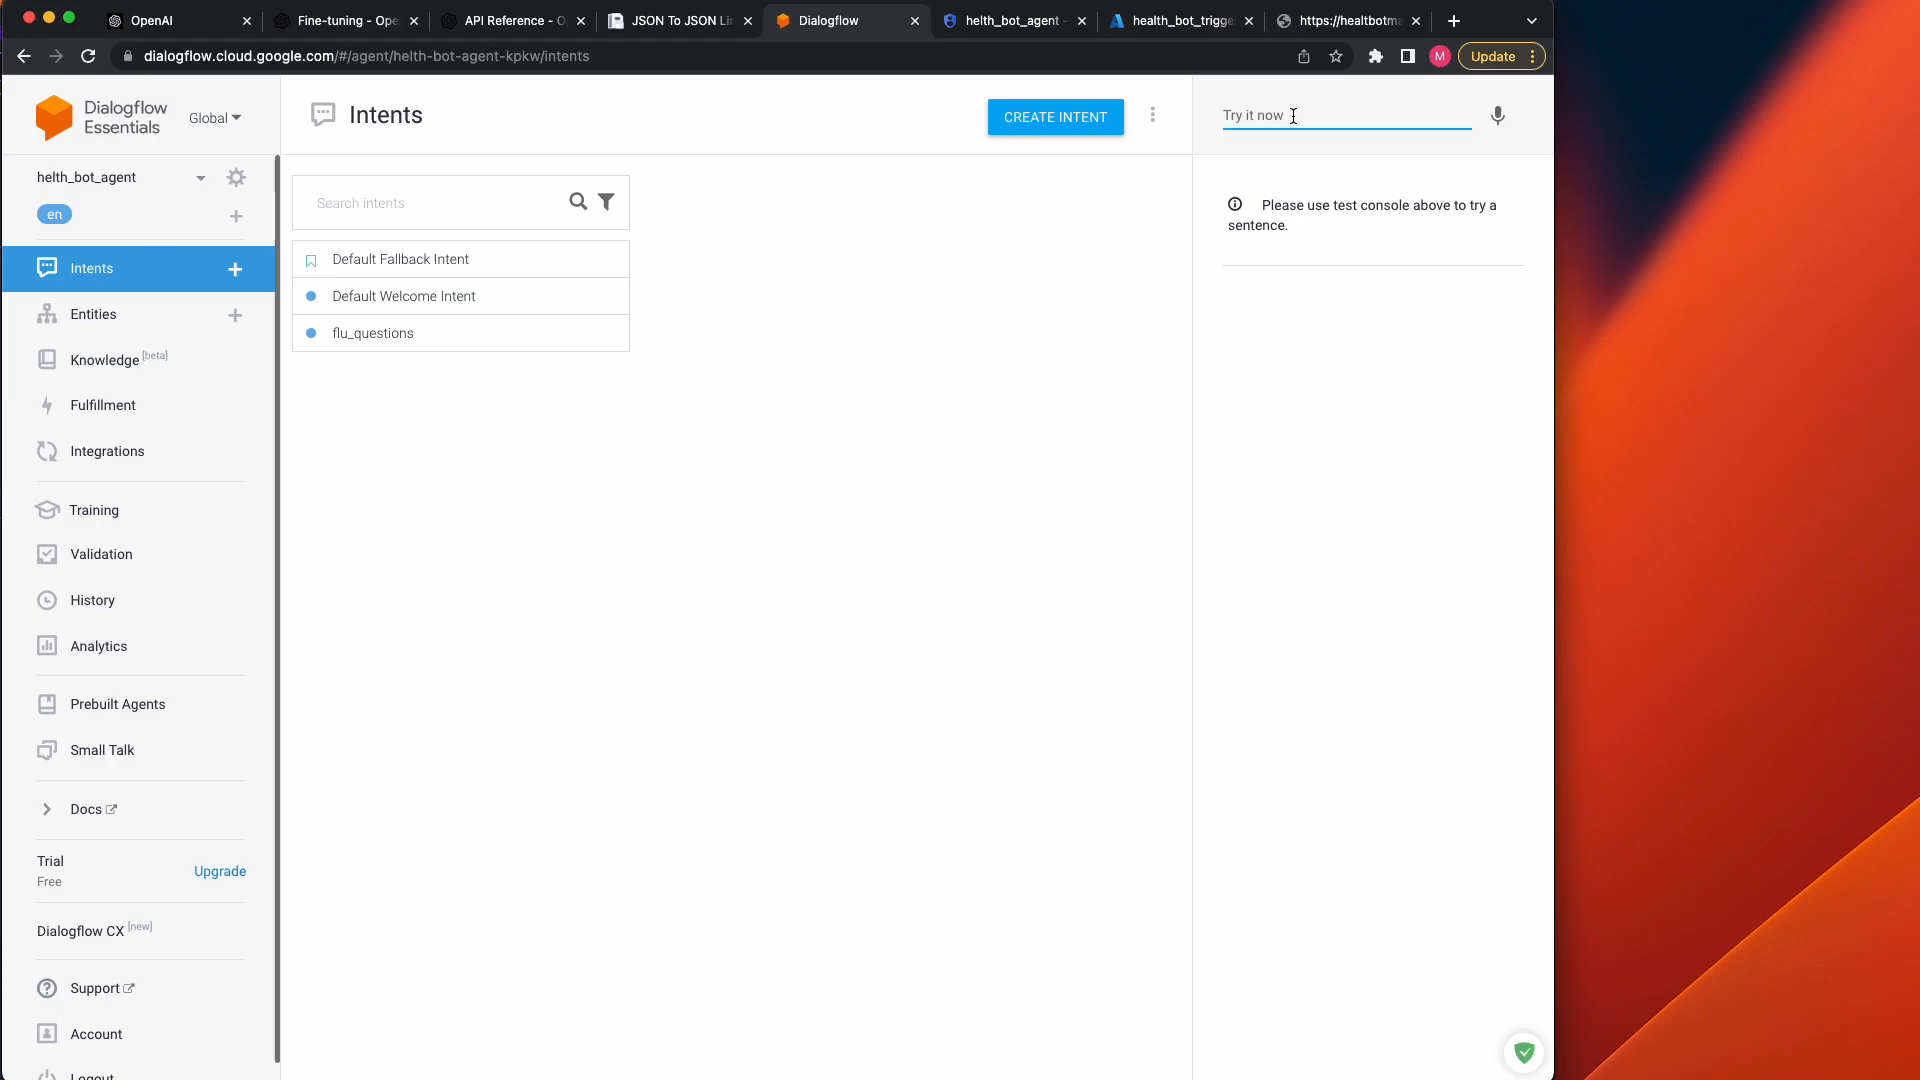 OpenAI
Fine-tuning - Ope
API Reference - O
JSON To JSON Lin
Dialogflow
helth_bot_agent -
health_bot_trigge
https://healtbotma
dialogflow.cloud.google.com/#/agent/helth-bot-agent-kpkw/intents
M
Update
Dialogflow
Essentials
Global
Intents
CREATE INTENT
Try it now
helth_bot_agent
en
Search intents
Please use test console above to try a
sentence.
Default Fallback Intent
Default Welcome Intent
flu_questions
Intents
Entities
Knowledge [beta]
Fulfillment
Integrations
Training
Validation
History
Analytics
Prebuilt Agents
Small Talk
Docs
Trial
Free
Upgrade
Dialogflow CX [new]
Support
Account
Logout